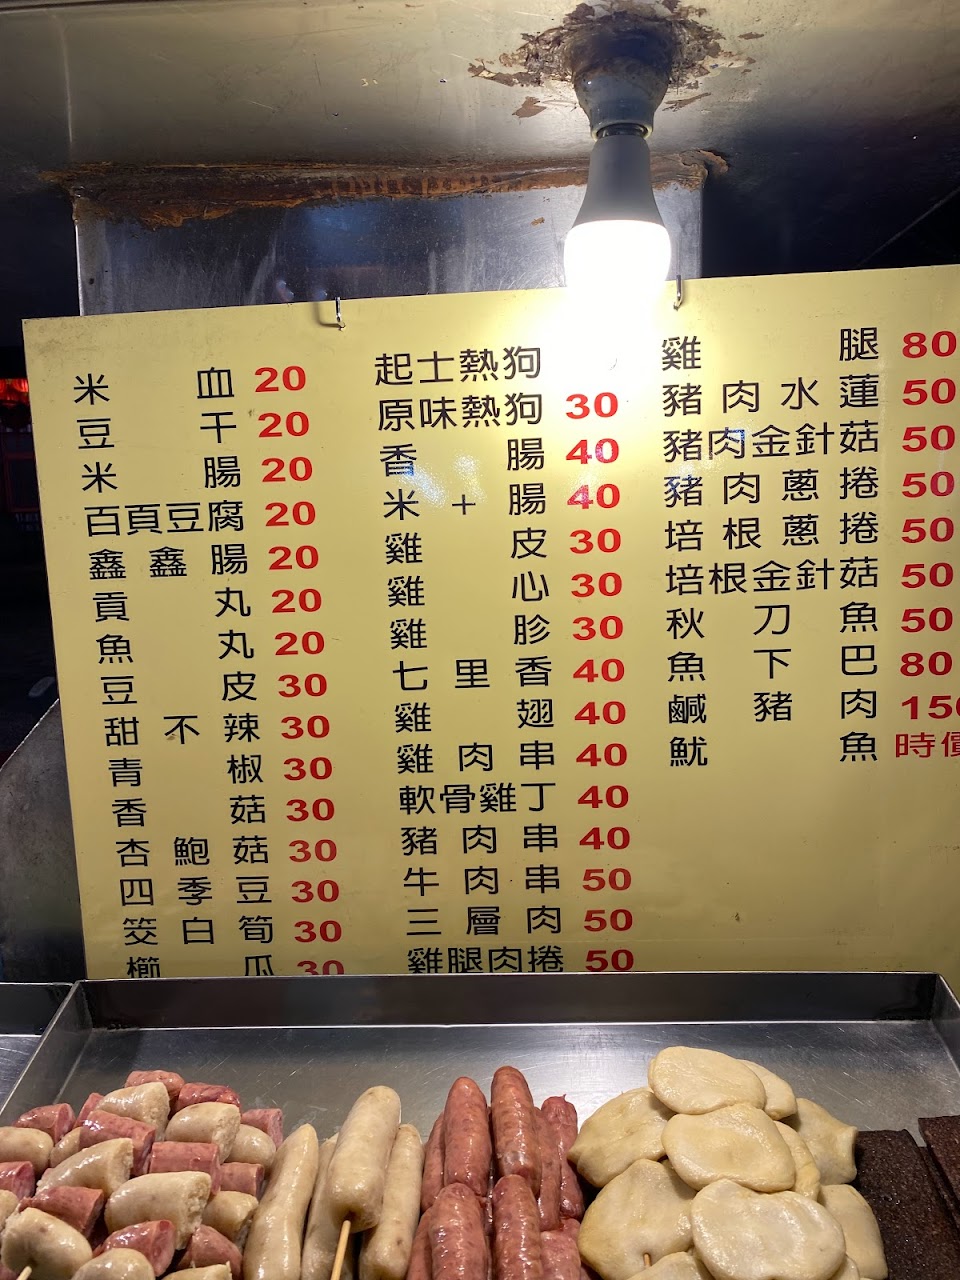 米血 20
豆干 20
米腸 20
百頁豆腐 20
鑫鑫腸 20
貢丸 20
魚丸 20
豆皮 30
甜不辣 30
青椒 30
香菇 30
杏鮑菇 30
四季豆 30
筊白筍 30
櫛瓜 30
起士熱狗
原味熱狗 30
香腸 40
米+腸 40
雞皮 30
雞心 30
雞胗 30
七里香 40
雞翅 40
雞肉串 40
軟骨雞丁 40
豬肉串 40
牛肉串 50
三層肉 50
雞腿肉捲 50
雞腿 80
豬肉水蓮 50
豬肉金針菇 50
豬肉蔥捲 50
培根蔥捲 50
培根金針菇 50
秋刀魚 50
魚下巴 80
鹹豬肉 150
魷魚 時價